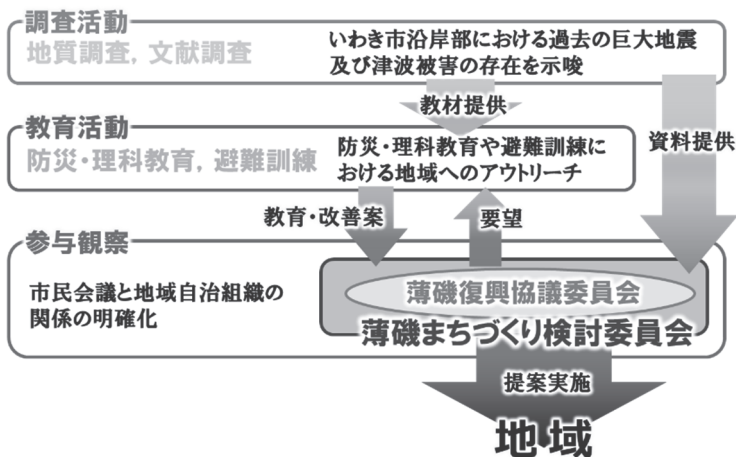 調査活動
地質調査，文献調査
いわき市沿岸部における過去の巨大地震
及び津波被害の存在を示唆
教材提供
資料提供
教育活動
防災・理科教育，避難訓練
防災・理科教育や避難訓練に
おける地域へのアウトリーチ
教育・改善案
要望
参与観察
市民会議と地域自治組織の
関係の明確化
薄磯復興協議委員会
薄磯まちづくり検討委員会
提案実施
地域